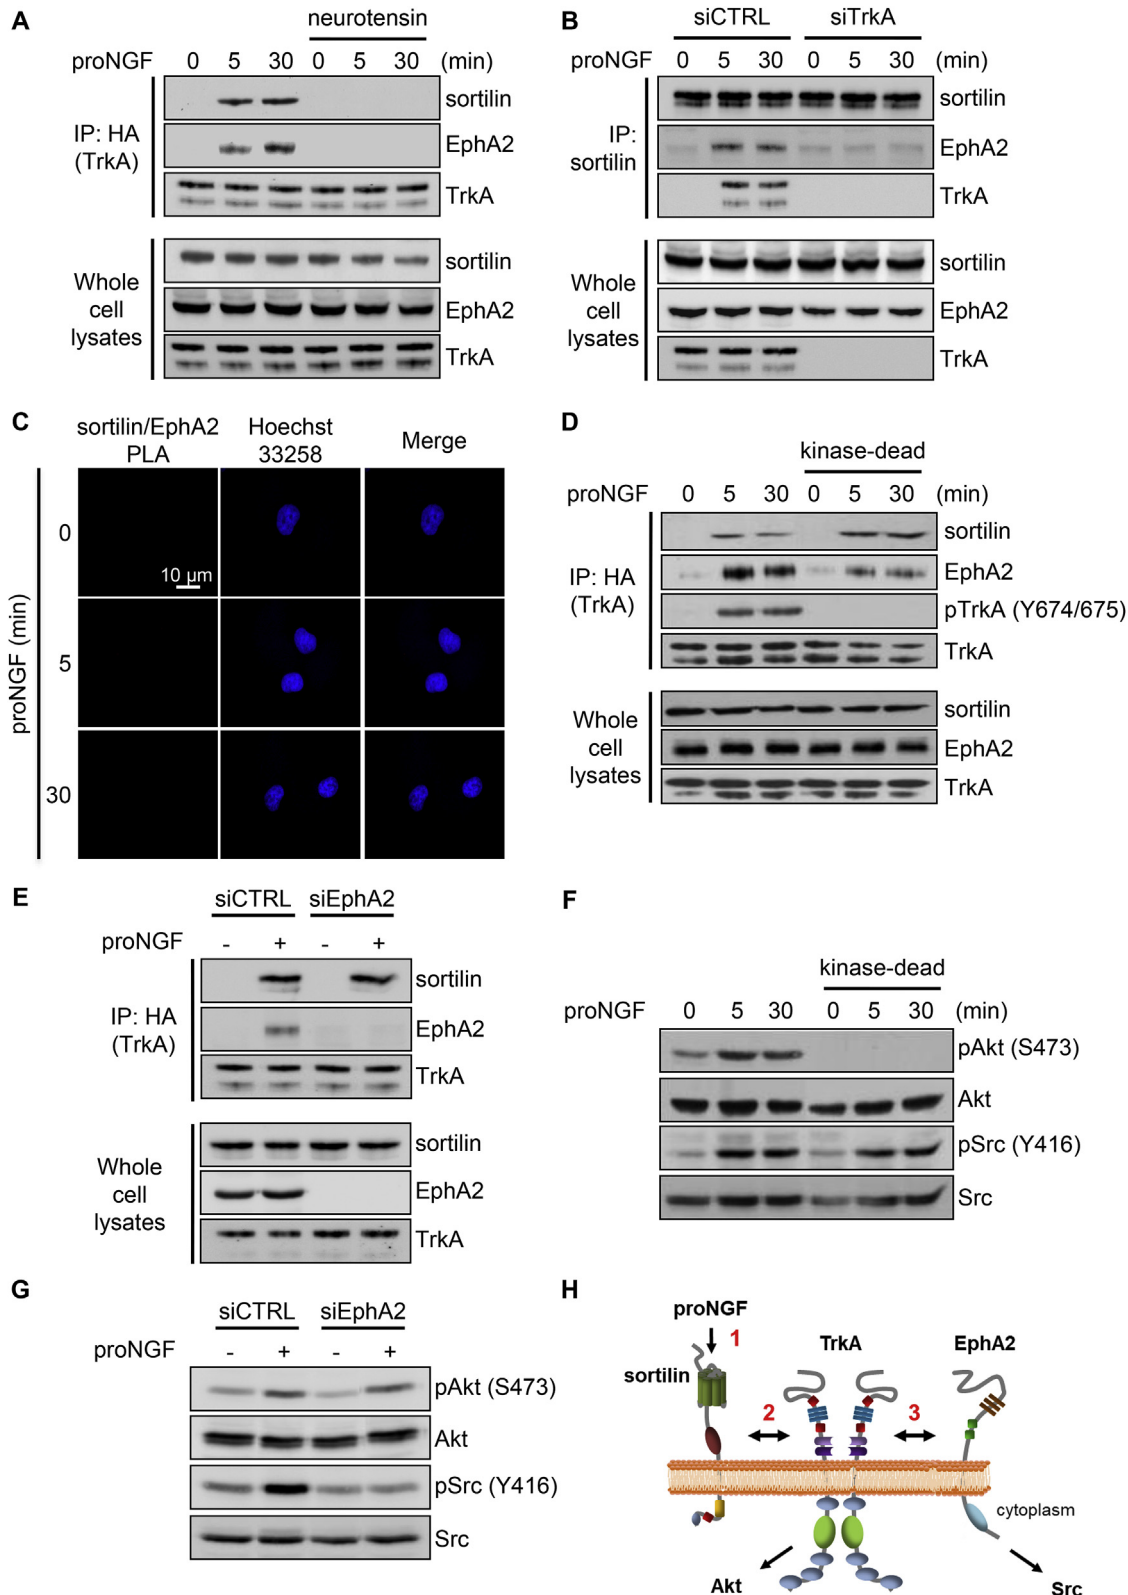 A
neurotensin
proNGF 0 5 30 0 5 30 (min)
IP: HA
(TrkA)
sortilin
EphA2
TrkA
Whole
cell
lysates
sortilin
EphA2
TrkA
B
siCTRL siTrkA
proNGF 0 5 30 0 5 30 (min)
IP:
sortilin
sortilin
EphA2
TrkA
Whole
cell
lysates
sortilin
EphA2
TrkA
C
sortilin/EphA2
PLA
Hoechst
33258
Merge
proNGF (min)
0
10 µm
5
30
D
kinase-dead
proNGF 0 5 30 0 5 30 (min)
IP: HA
(TrkA)
sortilin
EphA2
pTrkA (Y674/675)
TrkA
Whole
cell
lysates
sortilin
EphA2
TrkA
E
siCTRL siEphA2
proNGF - + - +
IP: HA
(TrkA)
sortilin
EphA2
TrkA
Whole
cell
lysates
sortilin
EphA2
TrkA
F
kinase-dead
proNGF 0 5 30 0 5 30 (min)
pAkt (S473)
Akt
pSrc (Y416)
Src
G
siCTRL siEphA2
proNGF - + - +
pAkt (S473)
Akt
pSrc (Y416)
Src
H
proNGF
1
TrkA
EphA2
sortilin
2
3
cytoplasm
Akt
Src